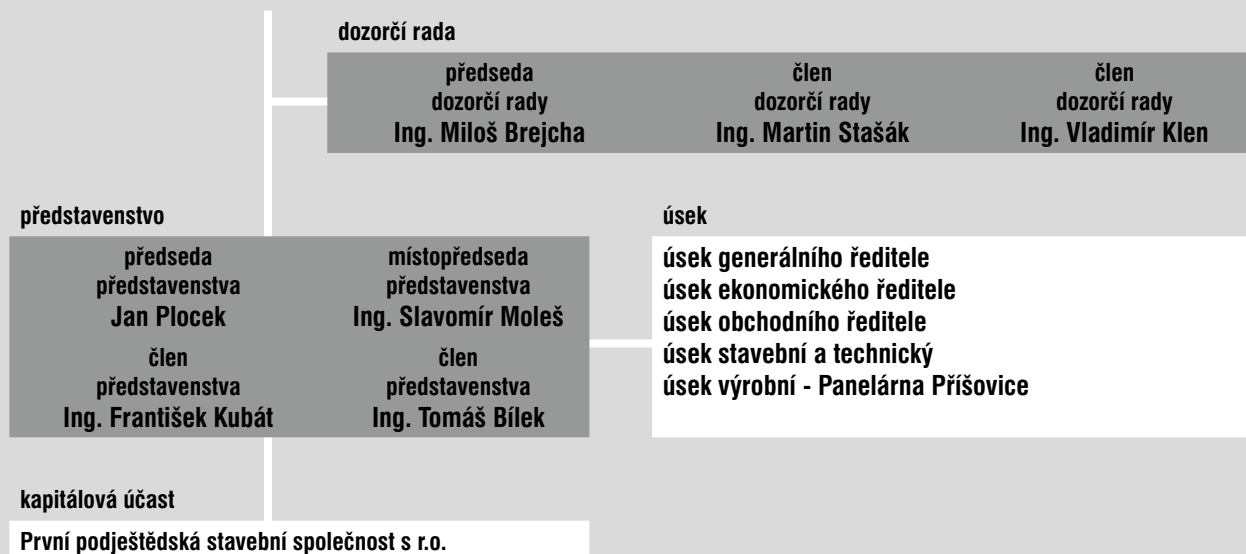 dozorčí rada
předseda
dozorčí rady
Ing. Miloš Brejcha
člen
dozorčí rady
Ing. Martin Stašák
člen
dozorčí rady
Ing. Vladimír Klen
představenstvo
předseda
představenstva
Jan Plocek
místopředseda
představenstva
Ing. Slavomír Moleš
člen
představenstva
Ing. František Kubát
člen
představenstva
Ing. Tomáš Bílek
úsek
úsek generálního ředitele
úsek ekonomického ředitele
úsek obchodního ředitele
úsek stavební a technický
úsek výrobní - Panelárna Příšovice
kapitálová účast
První podještědská stavební společnost s r.o.